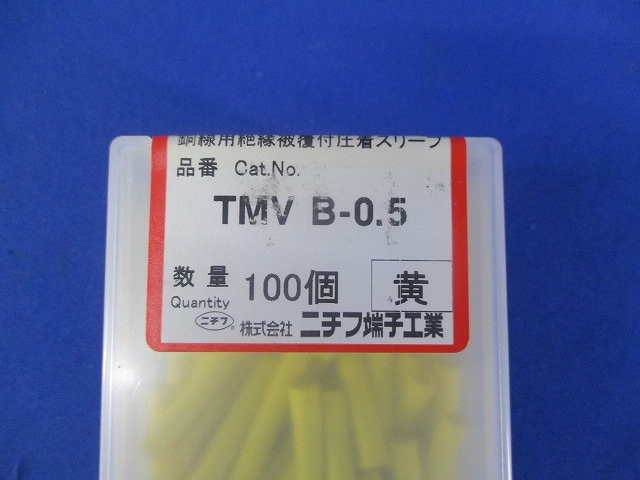 銅線用絶縁被覆付圧着スリーブ
品番 Cat.No.
TMV B-0.5
数量 100個 黄
Quantity
ニチフ® 株式会社 ニチフ端子工業